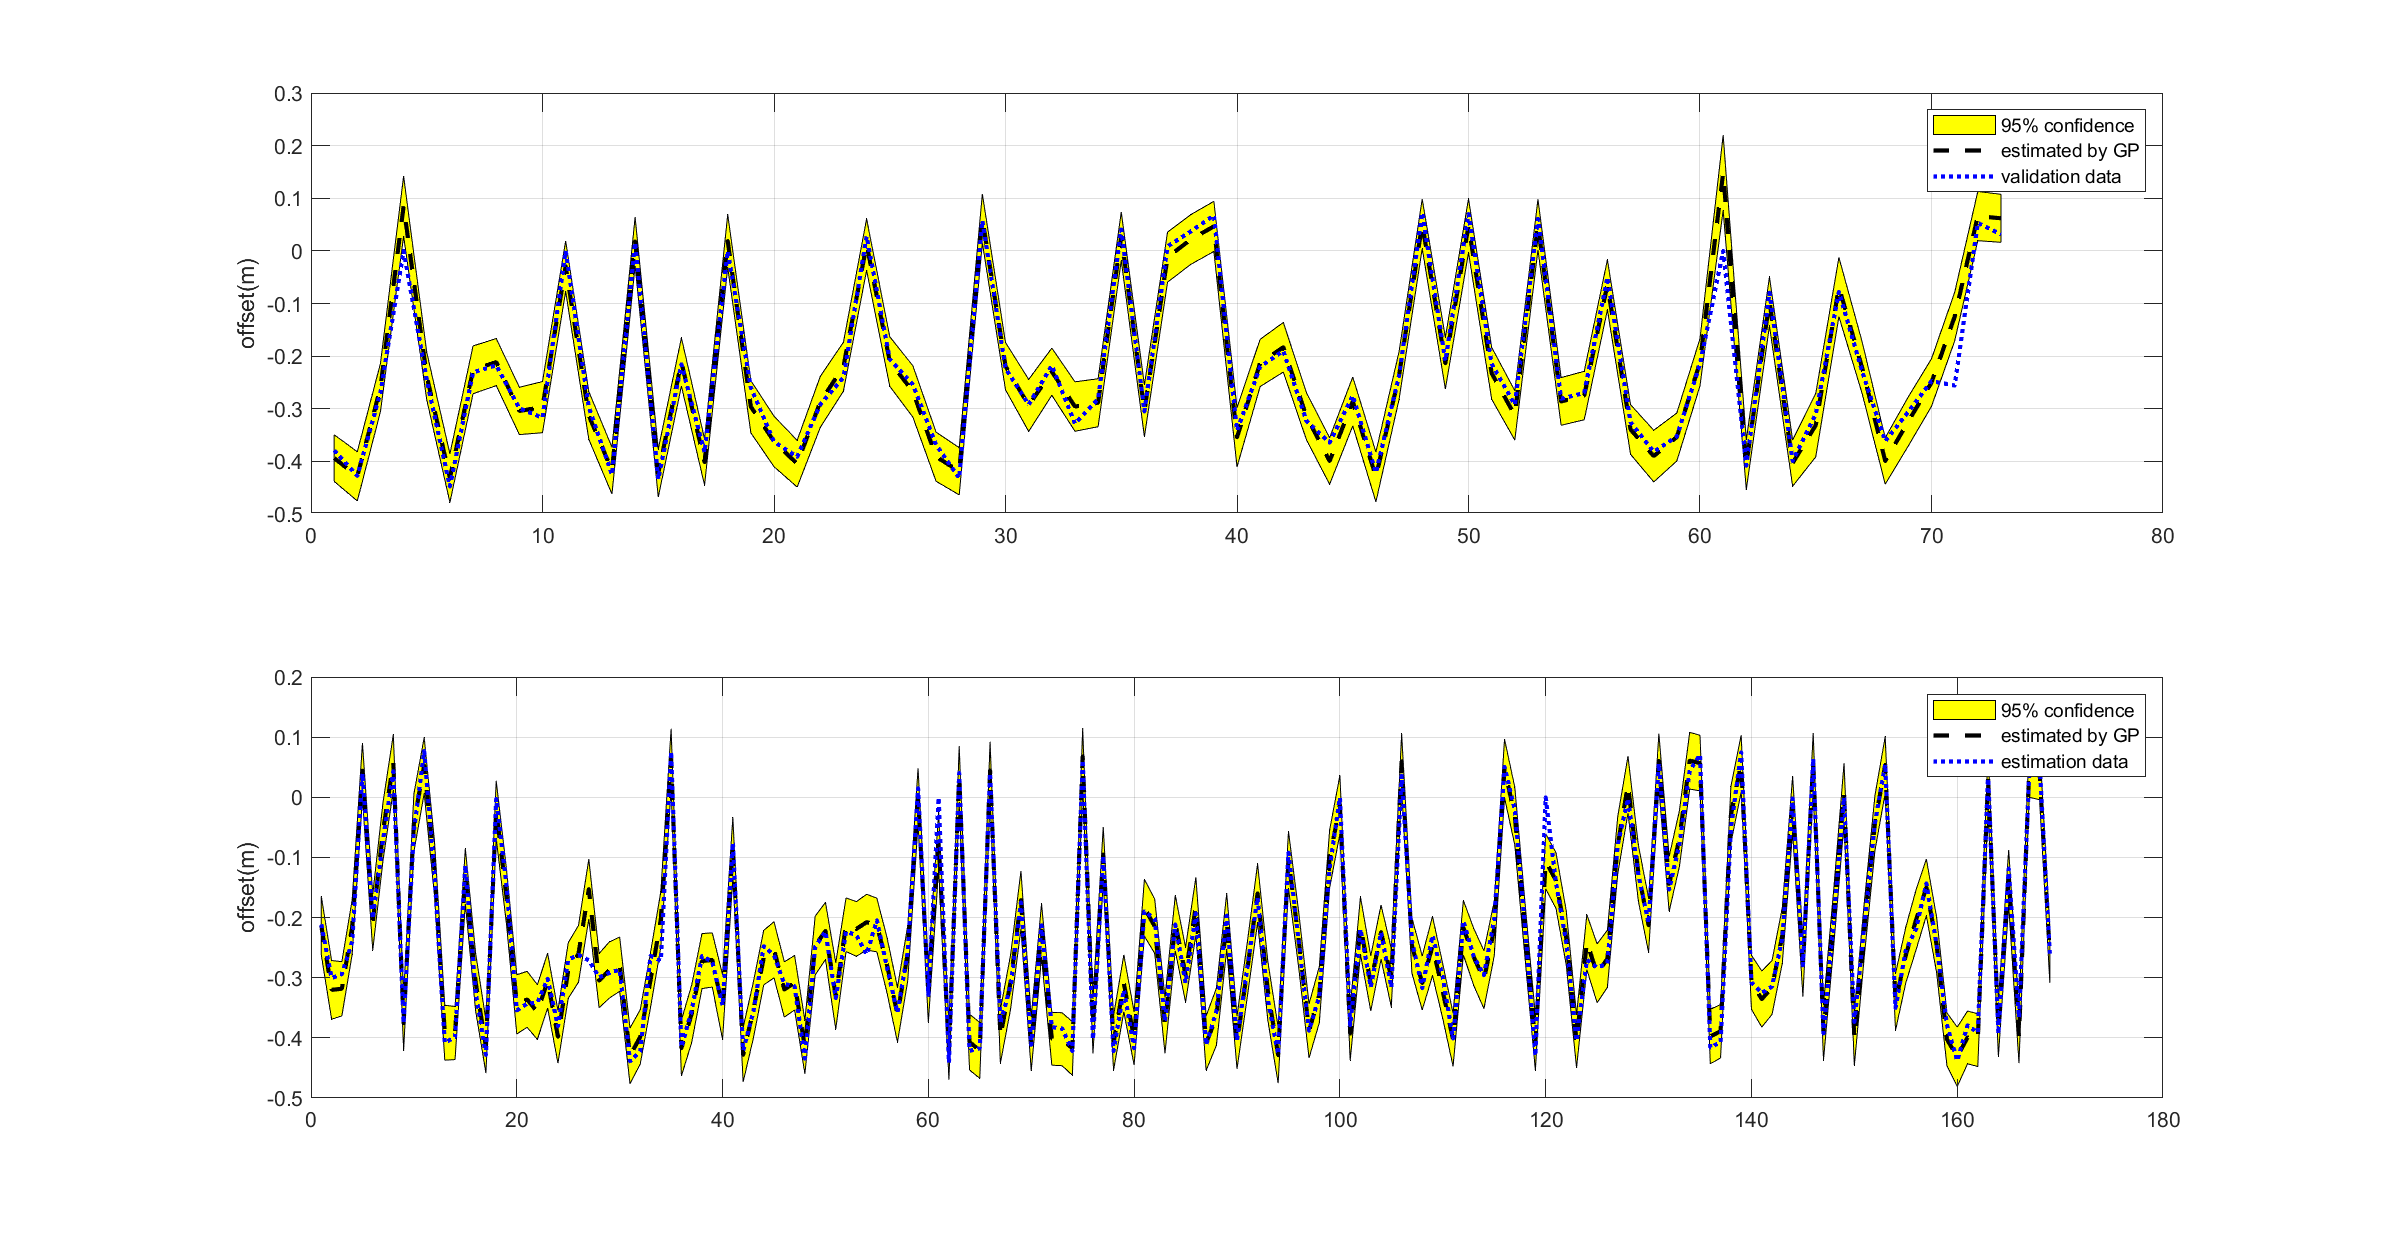 0.3
0.2
0.1
0
-0.1
-0.2
-0.3
-0.4
-0.5
offset(m)
0 10 20 30 40 50 60 70 80
95% confidence
estimated by GP
validation data
0.2
0.1
0
-0.1
-0.2
-0.3
-0.4
-0.5
offset(m)
0 20 40 60 80 100 120 140 160 180
95% confidence
estimated by GP
estimation data